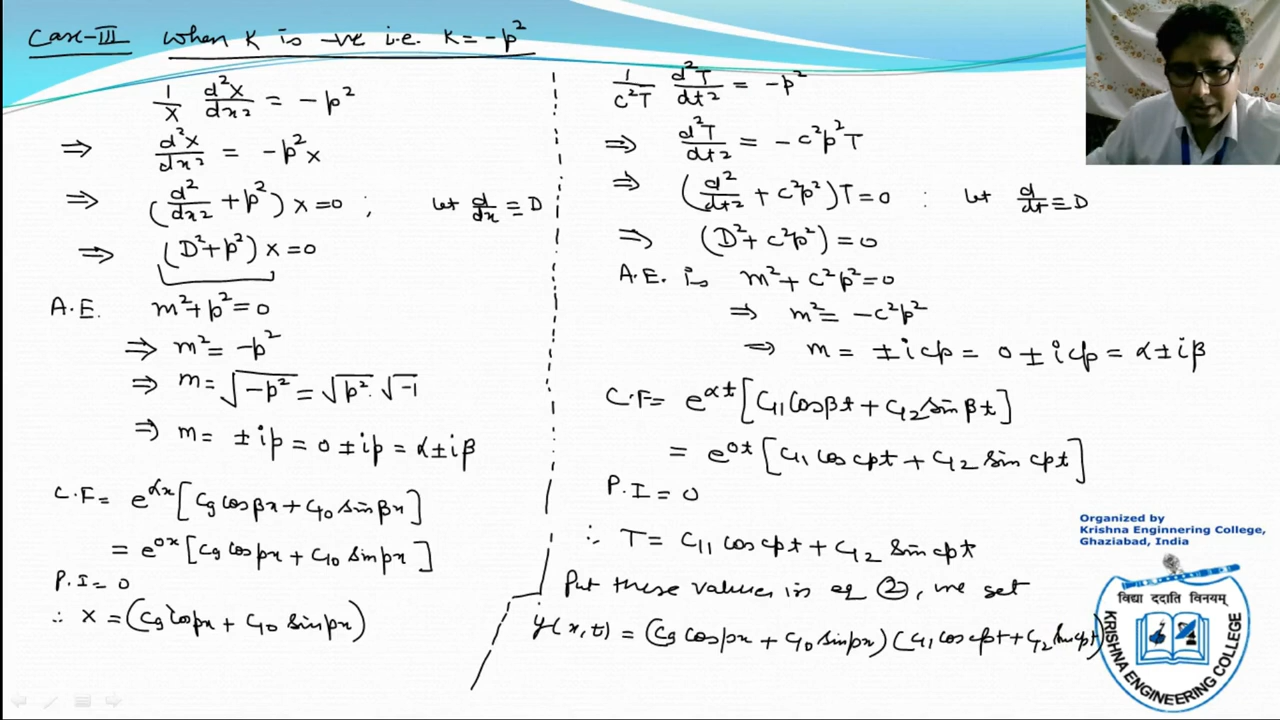 Case-III when K is -ve i.e. K = -p²
1/X d²X/dx² = -p²
⇒ d²X/dx² = -p²X
⇒ (d²/dx² + p²) X = 0 ; Let d/dx ≡ D
⇒ (D² + p²) X = 0
A.E. m² + p² = 0
⇒ m² = -p²
⇒ m = √-p² = √p² · √-1
⇒ m = ± ip = 0 ± ip = α ± iβ
C.F = e^αx [C9 cos βx + C10 sin βx]
= e^0x [C9 cos px + C10 sin px]
P.I = 0
∴ X = (C9 cos px + C10 sin px)
1/c²T d²T/dt² = -p²
⇒ d²T/dt² = -c²p²T
⇒ (d²/dt² + c²p²) T = 0 : Let d/dt ≡ D
⇒ (D² + c²p²) = 0
A.E. is m² + c²p² = 0
⇒ m² = -c²p²
⇒ m = ± icp = 0 ± icp = α ± iβ
C.F = e^αt [C11 cos βt + C12 sin βt]
= e^0t [C11 cos cpt + C12 sin cpt]
P.I = 0
∴ T = C11 cos cpt + C12 sin cpt
Put these values in eq ②, we get
y(x,t) = (C9 cos px + C10 sin px) (C11 cos cpt + C12 sin cpt)
Organized by
Krishna Enginnering College,
Ghaziabad, India
विद्या ददाति विनयम्
KRISHNA ENGINEERING COLLEGE